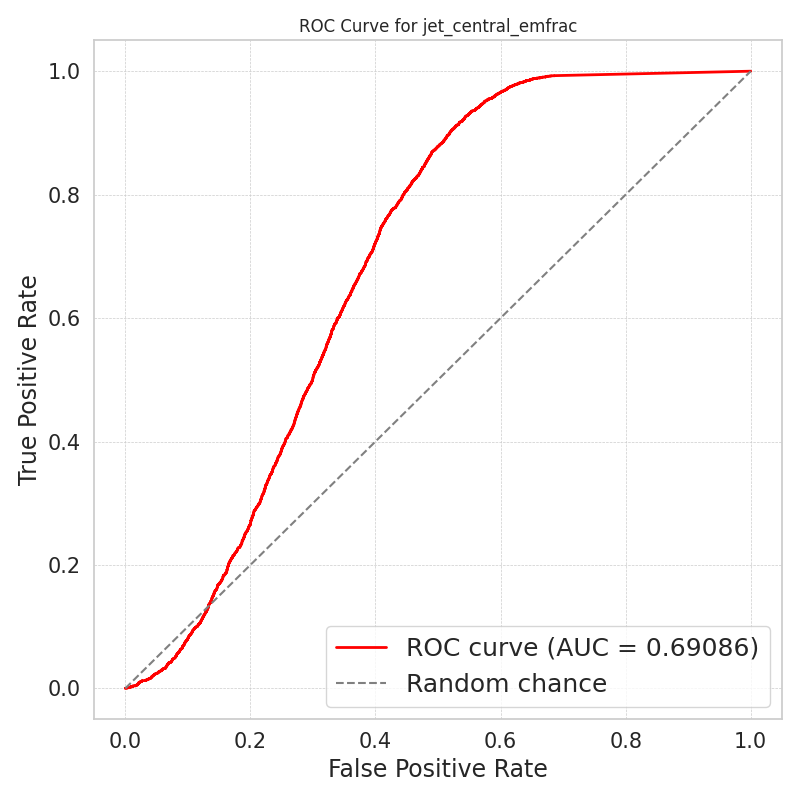 ROC Curve for jet_central_emfrac
True Positive Rate
1.0
0.8
0.6
0.4
0.2
0.0
ROC curve (AUC = 0.69086)
Random chance
0.0 0.2 0.4 0.6 0.8 1.0
False Positive Rate